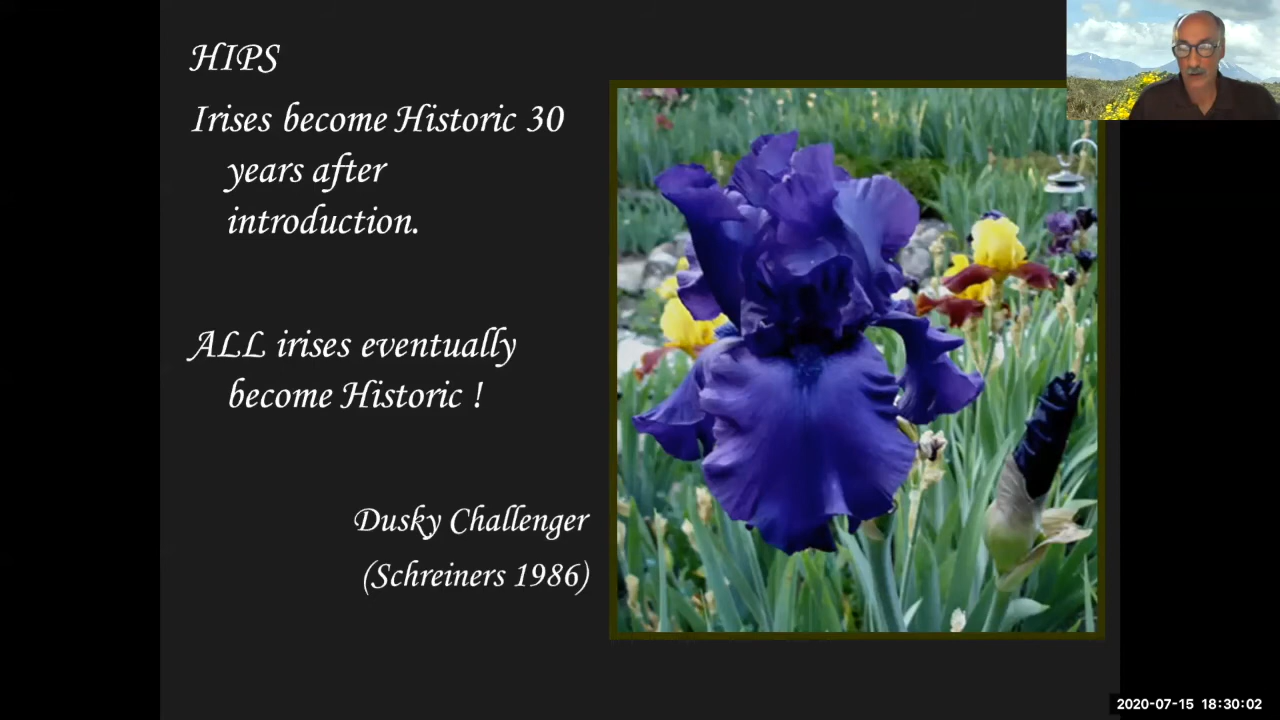 HIPS
Irises become Historic 30
years after
introduction.
ALL irises eventually
become Historic !
Dusky Challenger
(Schreiners 1986)
2020-07-15 18:30:02